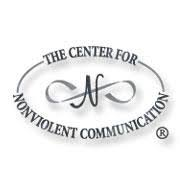 THE CENTER FOR
N
NONVIOLENT COMMUNICATION
®